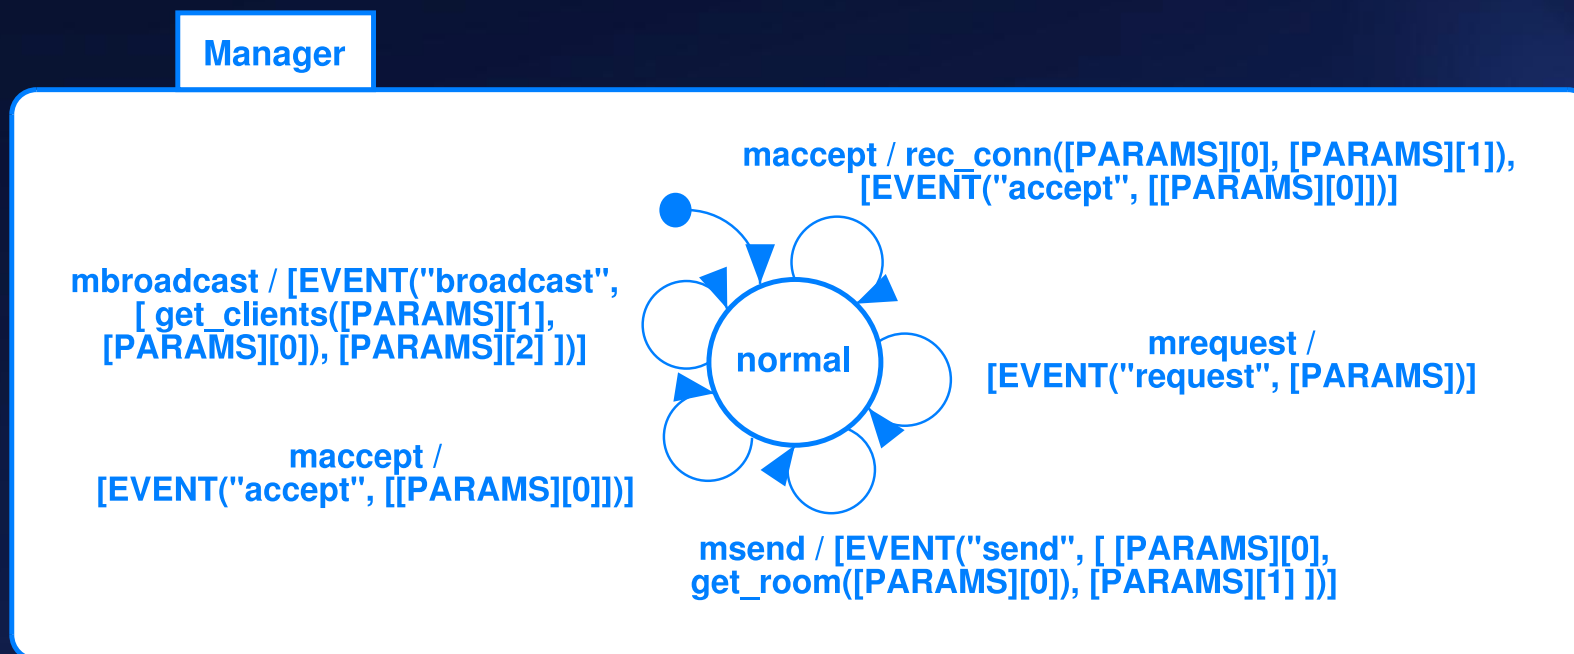 Manager
maccept / rec_conn([PARAMS][0], [PARAMS][1]),
[EVENT("accept", [[PARAMS][0]])]
mbroadcast / [EVENT("broadcast",
[ get_clients([PARAMS][1],
[PARAMS][0]), [PARAMS][2] ])]
normal
mrequest /
[EVENT("request", [PARAMS])]
maccept /
[EVENT("accept", [[PARAMS][0]])]
msend / [EVENT("send", [ [PARAMS][0],
get_room([PARAMS][0]), [PARAMS][1] ])]